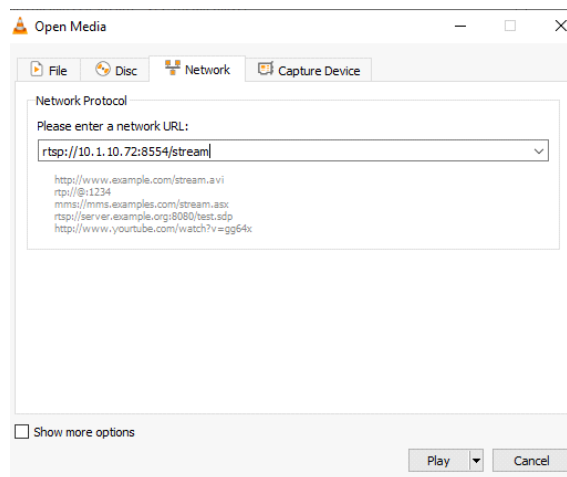 Open Media
File Disc Network Capture Device
Network Protocol
Please enter a network URL:
rtsp://10.1.10.72:8554/stream
http://www.example.com/stream.avi
rtp://@:1234
mms://mms.examples.com/stream.asx
rtsp://server.example.org:8080/test.sdp
http://www.yourtube.com/watch?v=gg64x
Show more options
Play Cancel